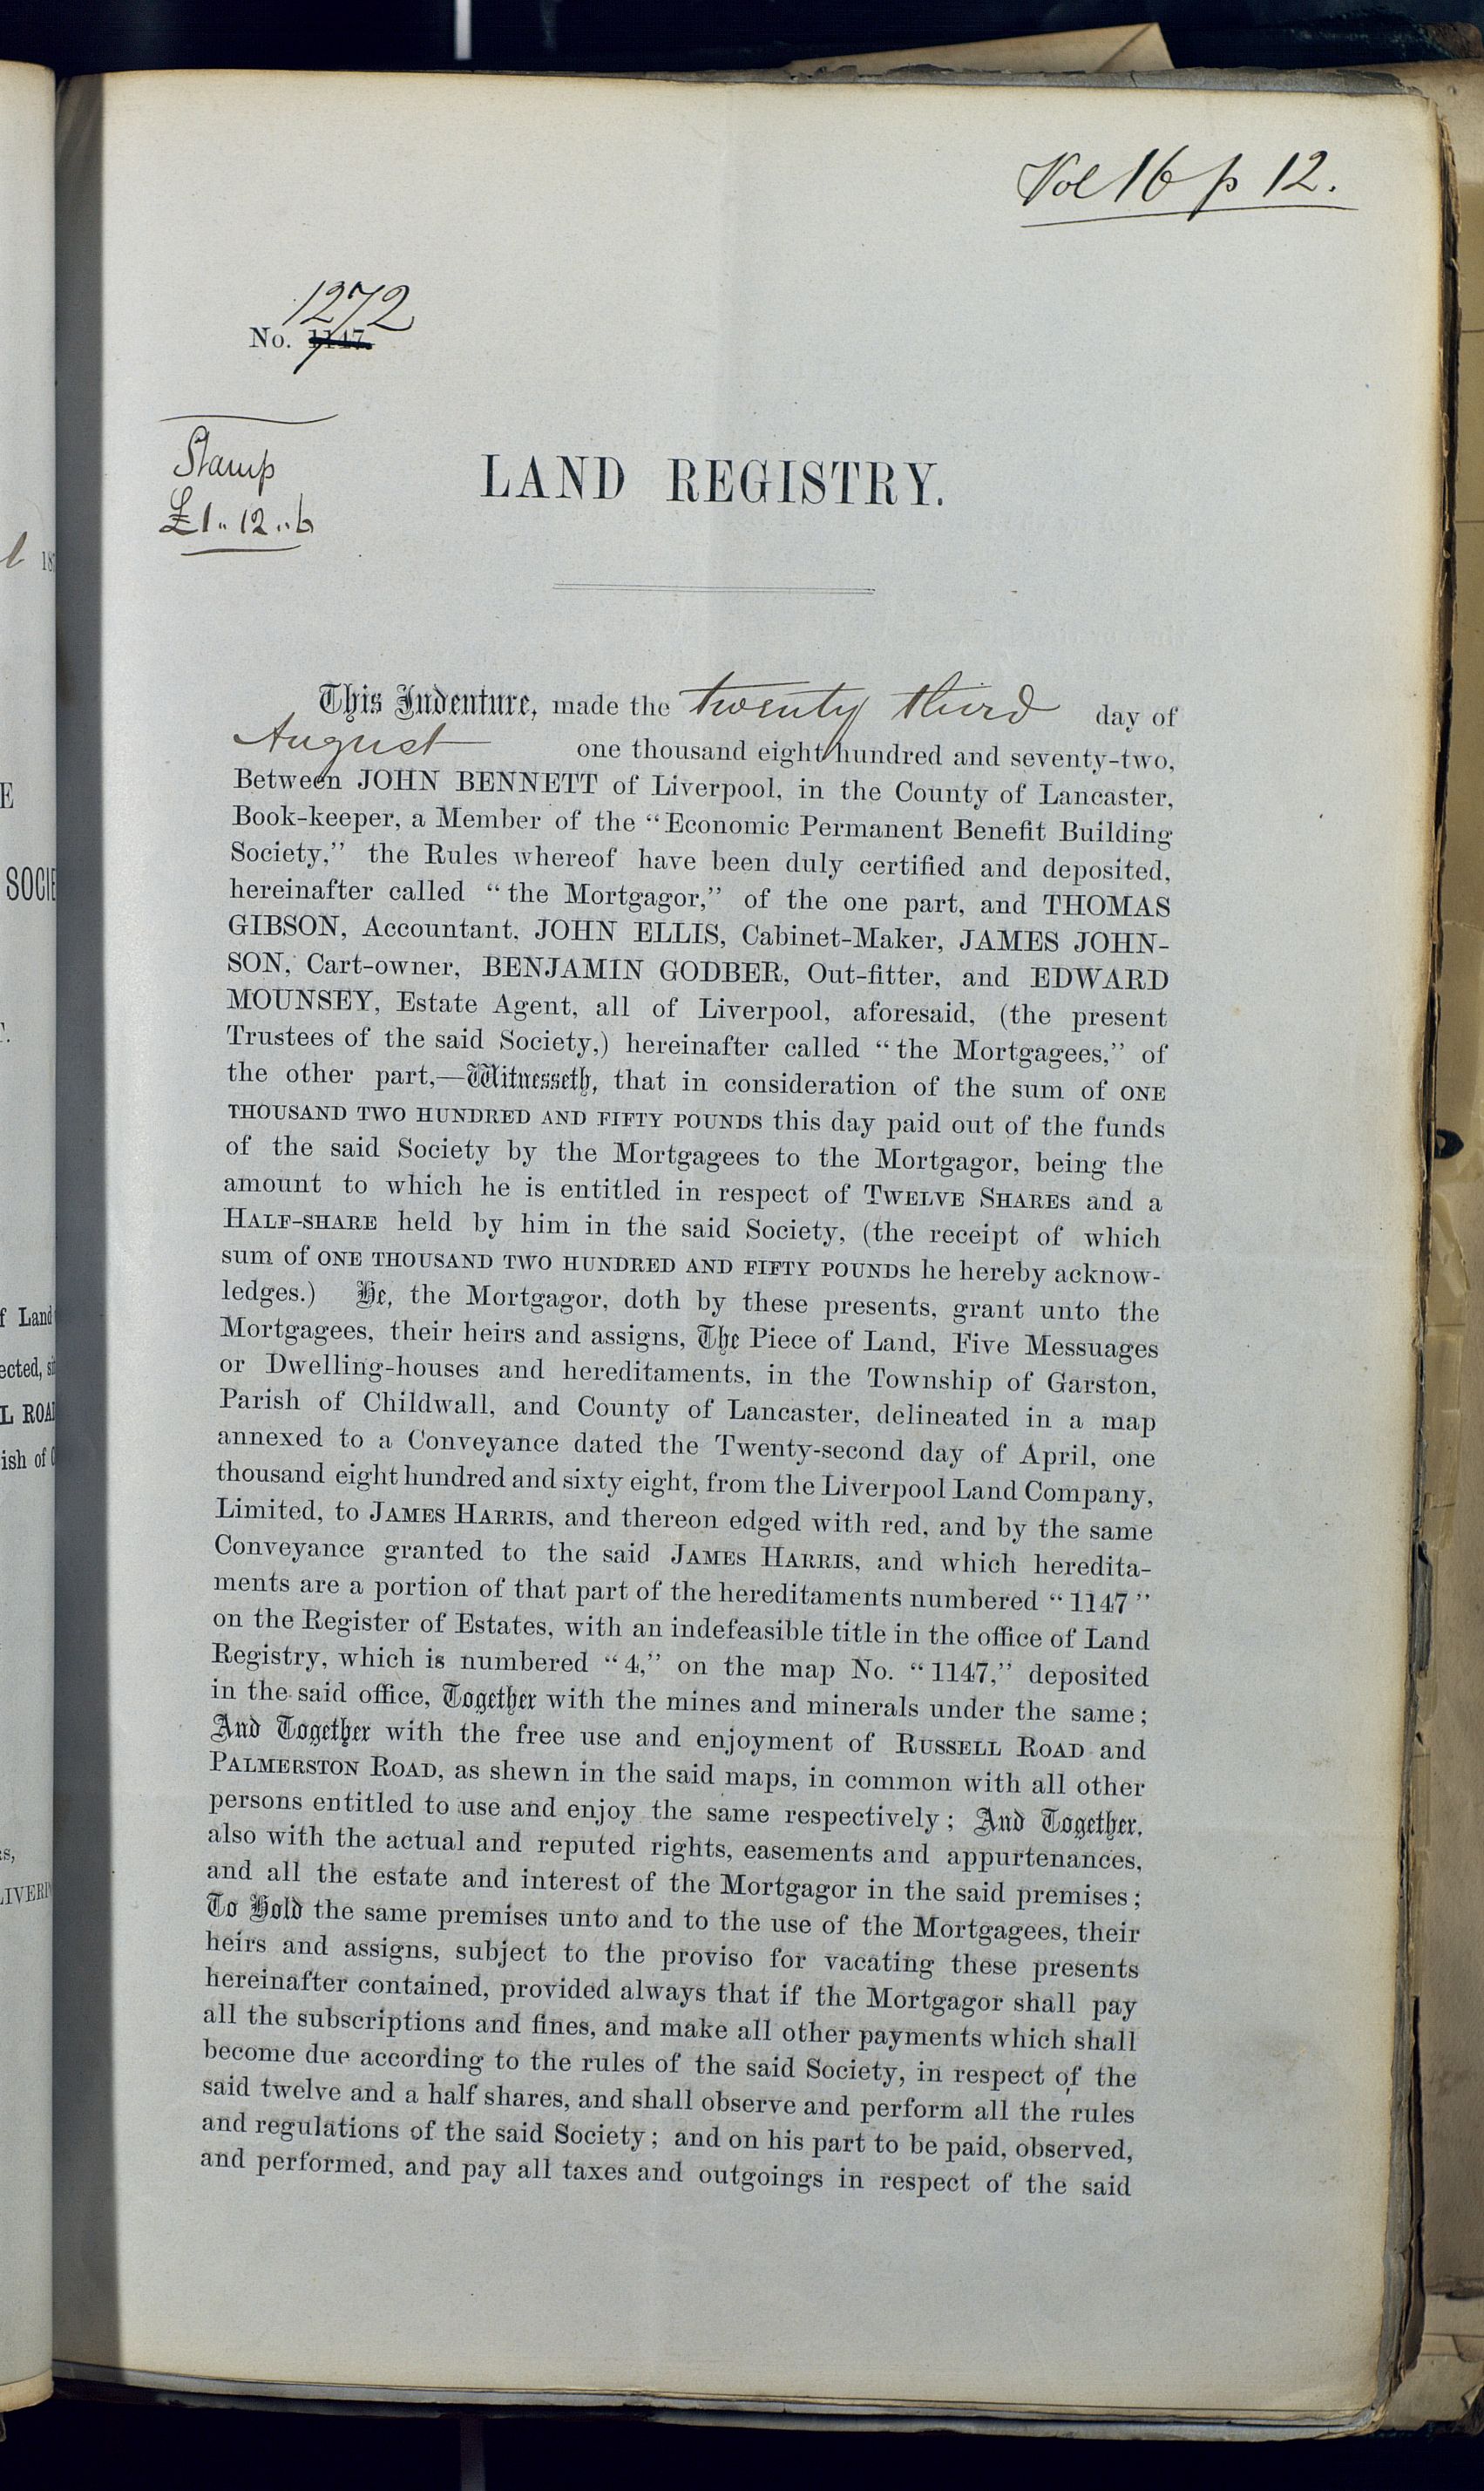 Vol 16 p 12.
1272
No. 1147.
Stamp
£1.. 12 .. 6
LAND REGISTRY.
This Indenture, made the twenty third day of
August one thousand eight hundred and seventy-two,
Between JOHN BENNETT of Liverpool, in the County of Lancaster,
Book-keeper, a Member of the “Economic Permanent Benefit Building
Society,” the Rules whereof have been duly certified and deposited,
hereinafter called “the Mortgagor,” of the one part, and THOMAS
GIBSON, Accountant, JOHN ELLIS, Cabinet-Maker, JAMES JOHN-
SON, Cart-owner, BENJAMIN GODBER, Out-fitter, and EDWARD
MOUNSEY, Estate Agent, all of Liverpool, aforesaid, (the present
Trustees of the said Society,) hereinafter called “the Mortgagees,” of
the other part,—Witnesseth, that in consideration of the sum of ONE
THOUSAND TWO HUNDRED AND FIFTY POUNDS this day paid out of the funds
of the said Society by the Mortgagees to the Mortgagor, being the
amount to which he is entitled in respect of TWELVE SHARES and a
HALF-SHARE held by him in the said Society, (the receipt of which
sum of ONE THOUSAND TWO HUNDRED AND FIFTY POUNDS he hereby acknow-
ledges.) He, the Mortgagor, doth by these presents, grant unto the
Mortgagees, their heirs and assigns, The Piece of Land, Five Messuages
or Dwelling-houses and hereditaments, in the Township of Garston,
Parish of Childwall, and County of Lancaster, delineated in a map
annexed to a Conveyance dated the Twenty-second day of April, one
thousand eight hundred and sixty eight, from the Liverpool Land Company,
Limited, to JAMES HARRIS, and thereon edged with red, and by the same
Conveyance granted to the said JAMES HARRIS, and which heredita-
ments are a portion of that part of the hereditaments numbered “1147”
on the Register of Estates, with an indefeasible title in the office of Land
Registry, which is numbered “4,” on the map No. “1147,” deposited
in the said office, Together with the mines and minerals under the same;
And Together with the free use and enjoyment of RUSSELL ROAD and
PALMERSTON ROAD, as shewn in the said maps, in common with all other
persons entitled to use and enjoy the same respectively; And Together,
also with the actual and reputed rights, easements and appurtenances,
and all the estate and interest of the Mortgagor in the said premises;
To Hold the same premises unto and to the use of the Mortgagees, their
heirs and assigns, subject to the proviso for vacating these presents
hereinafter contained, provided always that if the Mortgagor shall pay
all the subscriptions and fines, and make all other payments which shall
become due according to the rules of the said Society, in respect of the
said twelve and a half shares, and shall observe and perform all the rules
and regulations of the said Society; and on his part to be paid, observed,
and performed, and pay all taxes and outgoings in respect of the said